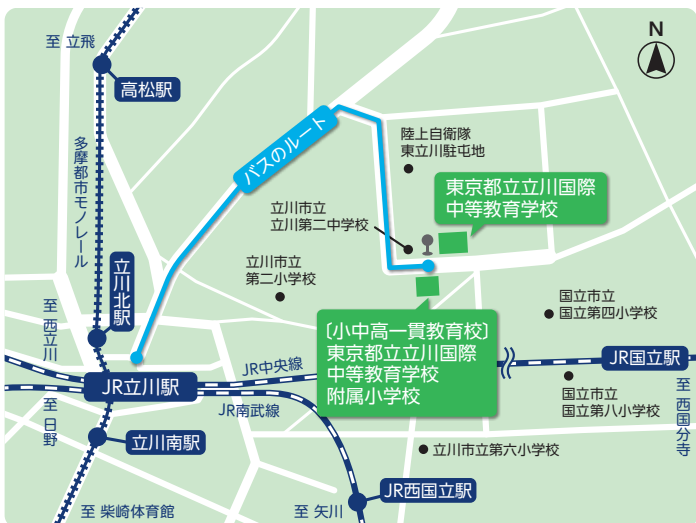 N
至 立飛
高松駅
多摩都市モノレール
バスのルート
陸上自衛隊
東立川駐屯地
東京都立立川国際
中等教育学校
立川市立
立川第二中学校
立川市立
第二小学校
立川北駅
至 西立川
国立市立
国立第四小学校
〔小中高一貫教育校〕
東京都立立川国際
中等教育学校
附属小学校
JR中央線
JR国立駅
JR立川駅
JR南武線
至 日野
国立市立
国立第八小学校
至 西国分寺
立川南駅
立川市立第六小学校
JR西国立駅
至 柴崎体育館
至 矢川